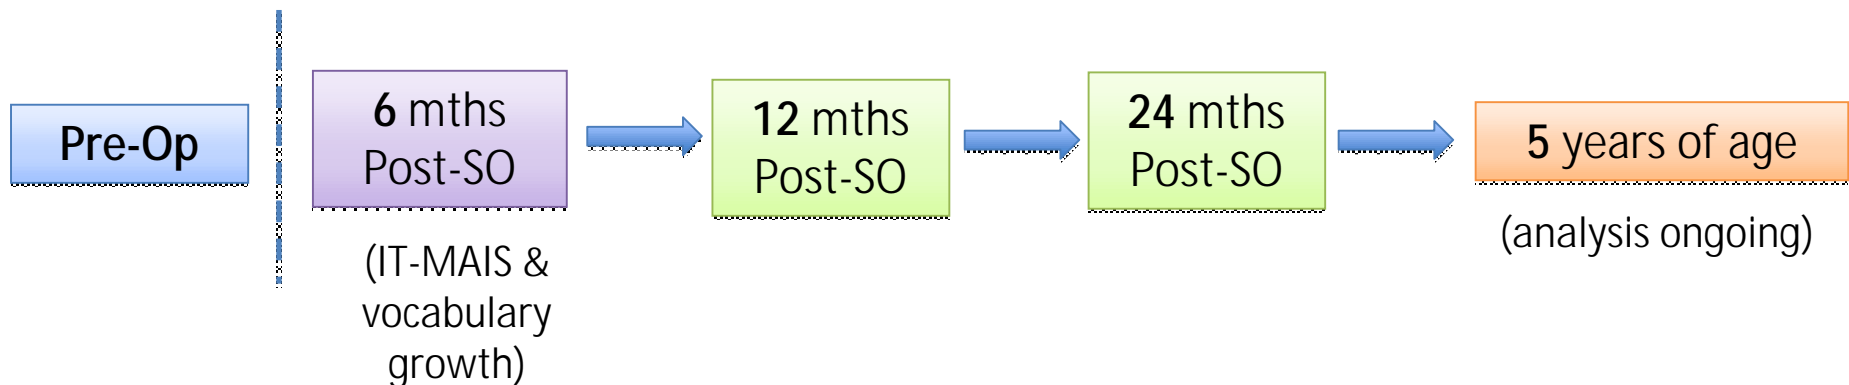 Pre-Op
6 mths
Post-SO
(IT-MAIS &
vocabulary
growth)
12 mths
Post-SO
24 mths
Post-SO
5 years of age
(analysis ongoing)